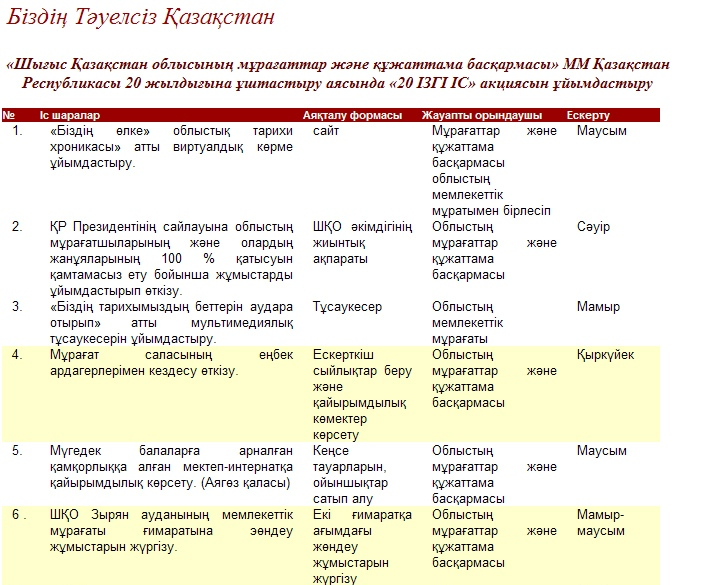 Біздің Тәуелсіз Қазақстан
«Шығыс Қазақстан облысының мұрағаттар және құжаттама басқармасы» ММ Қазақстан
Республикасы 20 жылдығына ұштастыру аясында «20 ІЗГІ ІС» акциясын ұйымдастыру
№ Іс шаралар Аяқталу формасы Жауапты орындаушы Ескерту
1. «Біздің өлке» облыстық тарихи сайт Мұрағаттар және Маусым
хроникасы» атты виртуалдық көрме құжаттама
ұйымдастыру. басқармасы
облыстың
мемлекеттік
мұратымен бірлесіп
2. ҚР Президентінің сайлауына облыстың ШҚО әкімдігінің Облыстың Сәуір
мұрағатшыларының және олардың жиынтық мұрағаттар және
жанұяларының 100 % қатысуын ақпараты құжаттама
қамтамасыз ету бойынша жұмыстарды басқармасы
ұйымдастырып өткізу.
3. «Біздің тарихымыздың беттерін аудара Тұсаукесер Облыстың Мамыр
отырып» атты мультимедиялық мемлекеттік
тұсаукесерін ұйымдастыру. мұрағаты
4. Мұрағат саласының еңбек Ескерткіш Облыстың Қыркүйек
ардагерлерімен кездесу өткізу. сыйлықтар беру мұрағаттар және
және құжаттама
қайырымдылық басқармасы
көмектер
көрсету
5. Мүгедек балаларға арналған Кеңсе Облыстың Маусым
қамқорлыққа алған мектеп-интернатқа тауарларын, мұрағаттар және
қайырымдылық көрсету. (Аягөз қаласы) ойыншықтар құжаттама
сатып алу басқармасы
6 . ШҚО Зырян ауданының мемлекеттік Екі ғимаратқа Облыстың Мамыр-
мұрағаты ғимаратына эөндеу ағымдағы мұрағаттар және маусым
жұмыстарын жүргізу. жөндеу құжаттама
жұмыстарын басқармасы
жүргізу